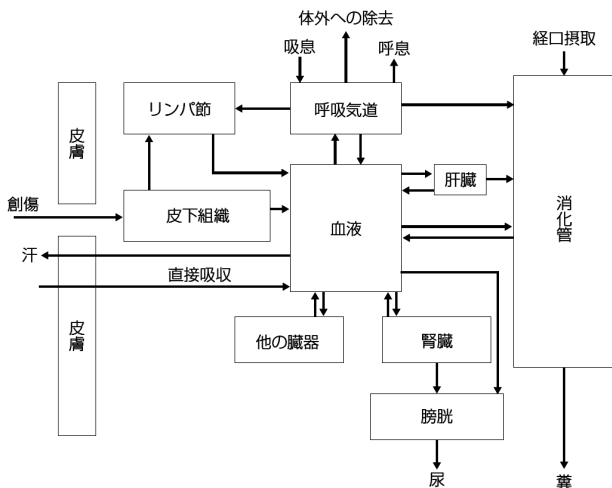 体外への除去
吸息
呼息
経口摂取
リンパ節
呼吸気道
皮膚
肝臓
創傷
皮下組織
血液
消化管
汗
直接吸収
皮膚
他の臓器
腎臓
膀胱
尿
糞